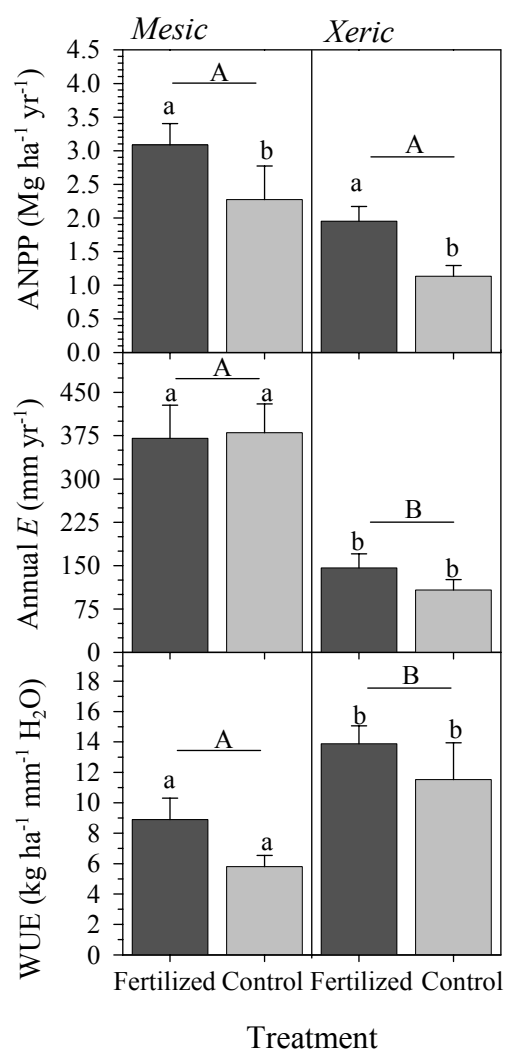 Mesic Xeric
ANPP (Mg ha⁻¹ yr⁻¹)
4.5
4.0
3.5
3.0
2.5
2.0
1.5
1.0
0.5
0.0
A
a
b
A
a
b
Annual E (mm yr⁻¹)
450
375
300
225
150
75
0
A
a a
B
b
b
WUE (kg ha⁻¹ mm⁻¹ H₂O)
18
16
14
12
10
8
6
4
2
0
A
a
a
B
b b
Fertilized Control Fertilized Control
Treatment